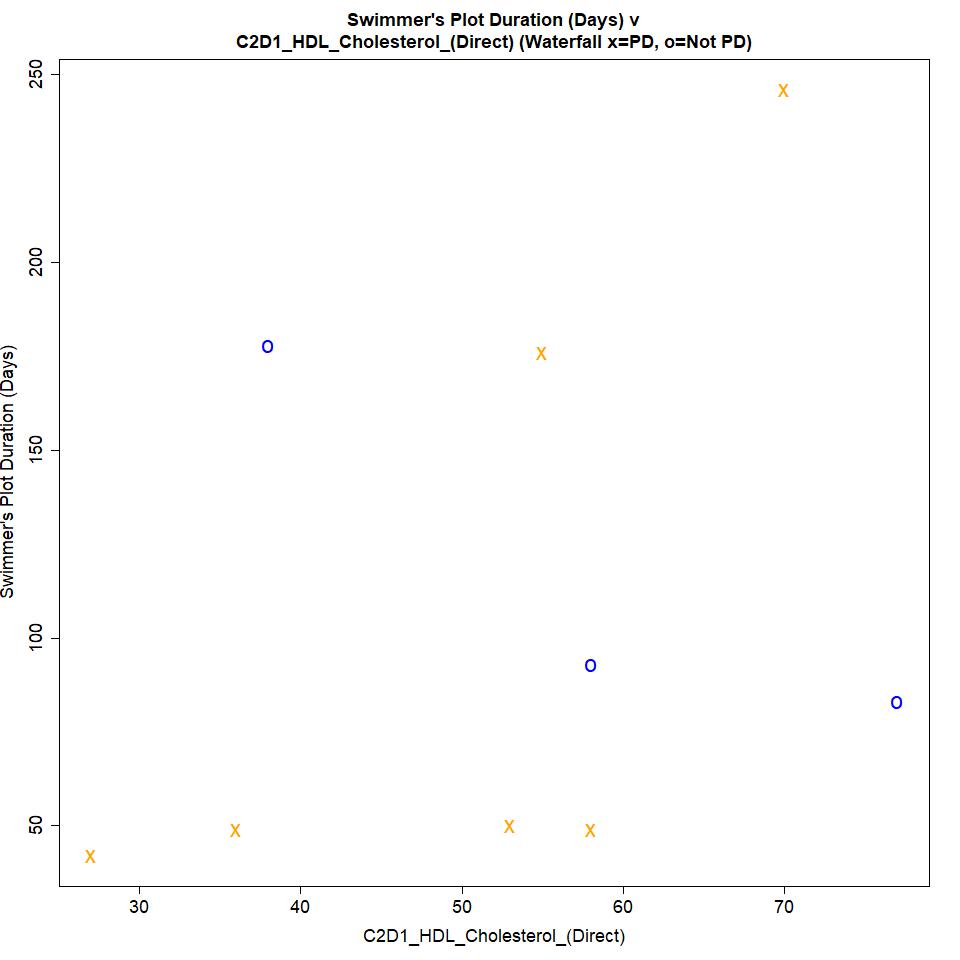 Swimmer's Plot Duration (Days) v
C2D1_HDL_Cholesterol_(Direct) (Waterfall x=PD, o=Not PD)
Swimmer's Plot Duration (Days)
250
200
150
100
50
X
O
X
O
O
X
X
X
X
30
40
50
60
70
C2D1_HDL_Cholesterol_(Direct)